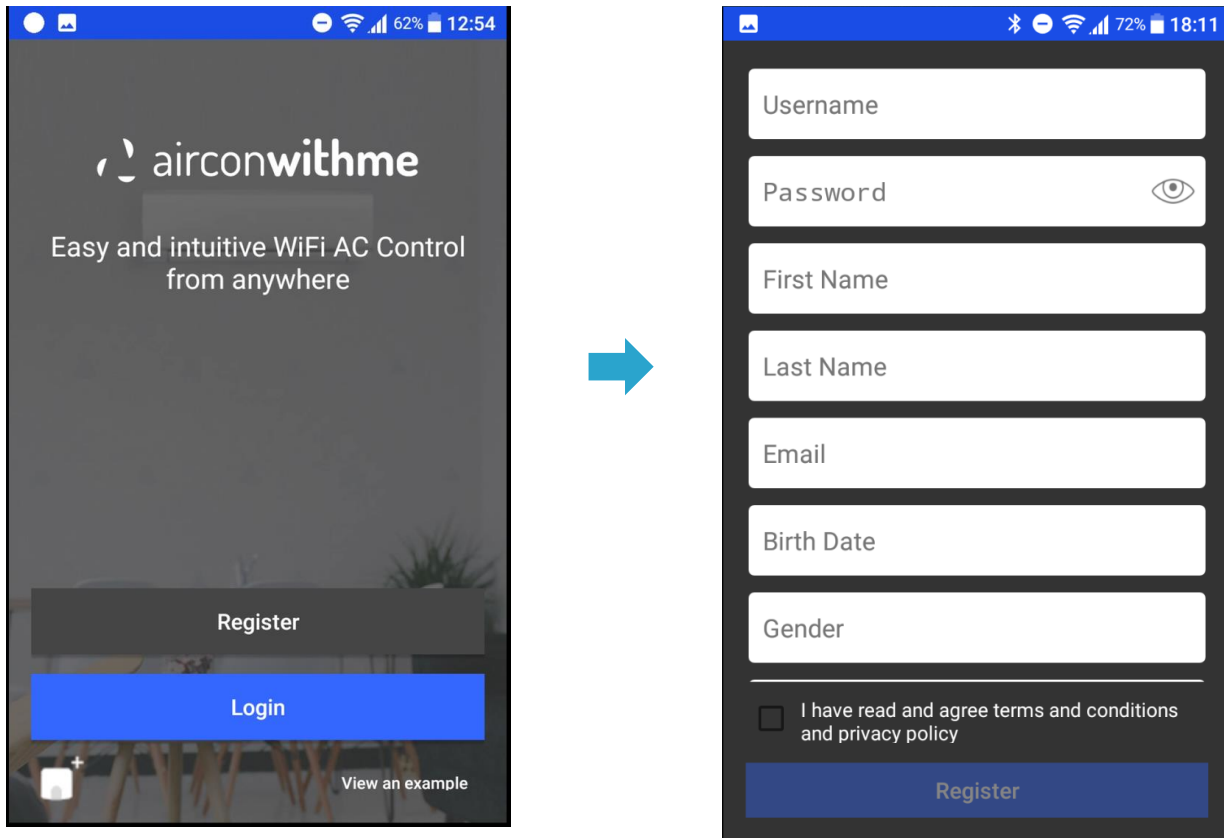 62% 12:54
airconwithme
Easy and intuitive WiFi AC Control
from anywhere
Register
Login
View an example
72% 18:11
Username
Password
First Name
Last Name
Email
Birth Date
Gender
I have read and agree terms and conditions
and privacy policy
Register